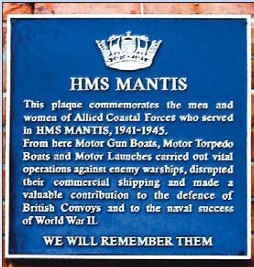 HMS MANTIS
This plaque commemorates the men and
women of Allied Coastal Forces who served
in HMS MANTIS, 1941-1945.
From here Motor Gun Boats, Motor Torpedo
Boats and Motor Launches carried out vital
operations against enemy warships, disrupted
their commercial shipping and made a
valuable contribution to the defence of
British Convoys and to the naval success
of World War II.
WE WILL REMEMBER THEM